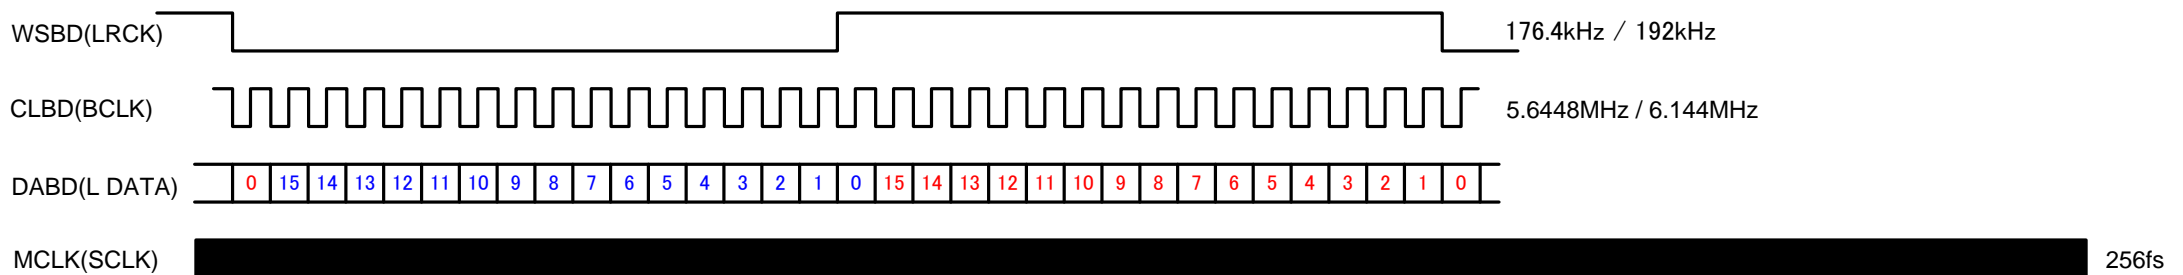 WSBD(LRCK) 176.4kHz / 192kHz
CLBD(BCLK) 5.6448MHz / 6.144MHz
DABD(L DATA) 0 15 14 13 12 11 10 9 8 7 6 5 4 3 2 1 0 15 14 13 12 11 10 9 8 7 6 5 4 3 2 1 0
MCLK(SCLK) 256fs